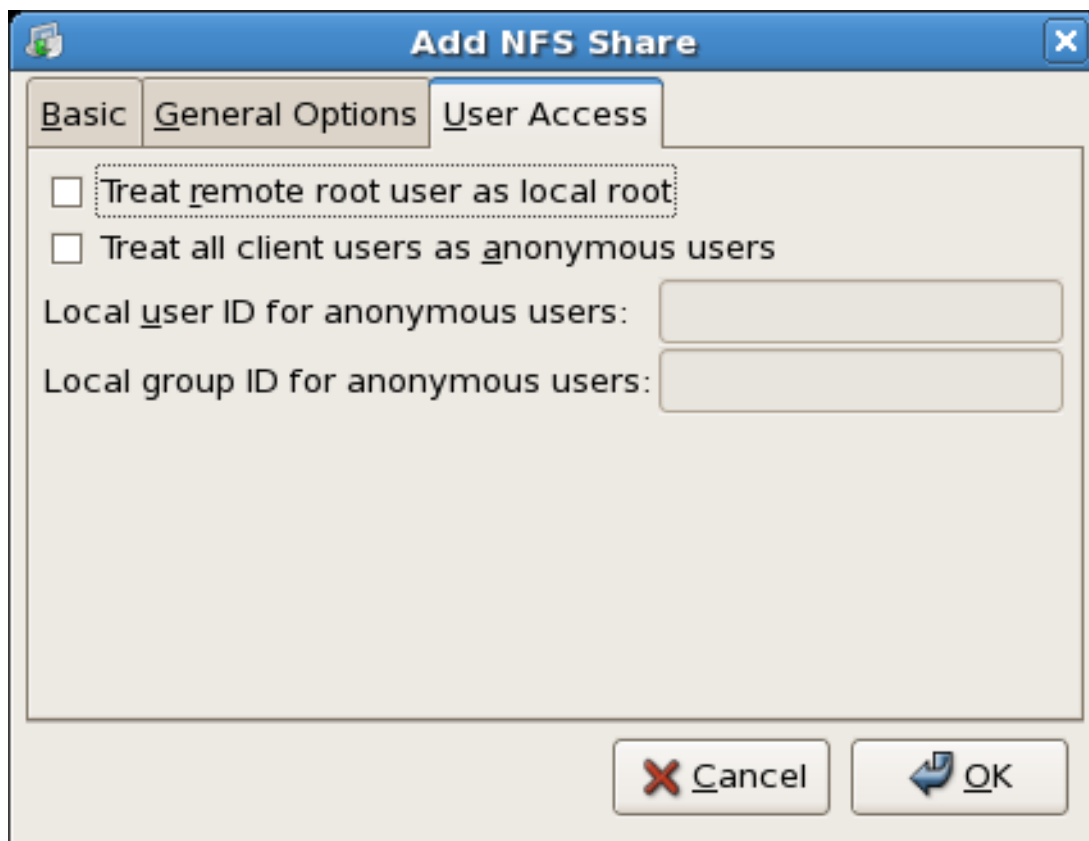 Add NFS Share
Basic General Options User Access
Treat remote root user as local root
Treat all client users as anonymous users
Local user ID for anonymous users:
Local group ID for anonymous users:
Cancel OK